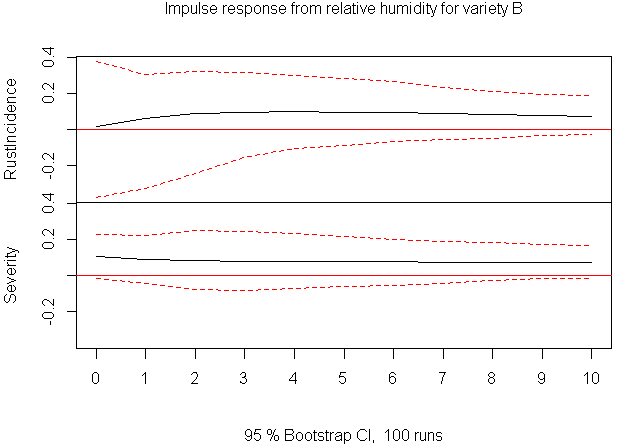 Impulse response from relative humidity for variety B
RustIncidence
0.4
0.2
-0.2
Severity
0.4
0.2
-0.2
0 1 2 3 4 5 6 7 8 9 10
95 % Bootstrap CI, 100 runs